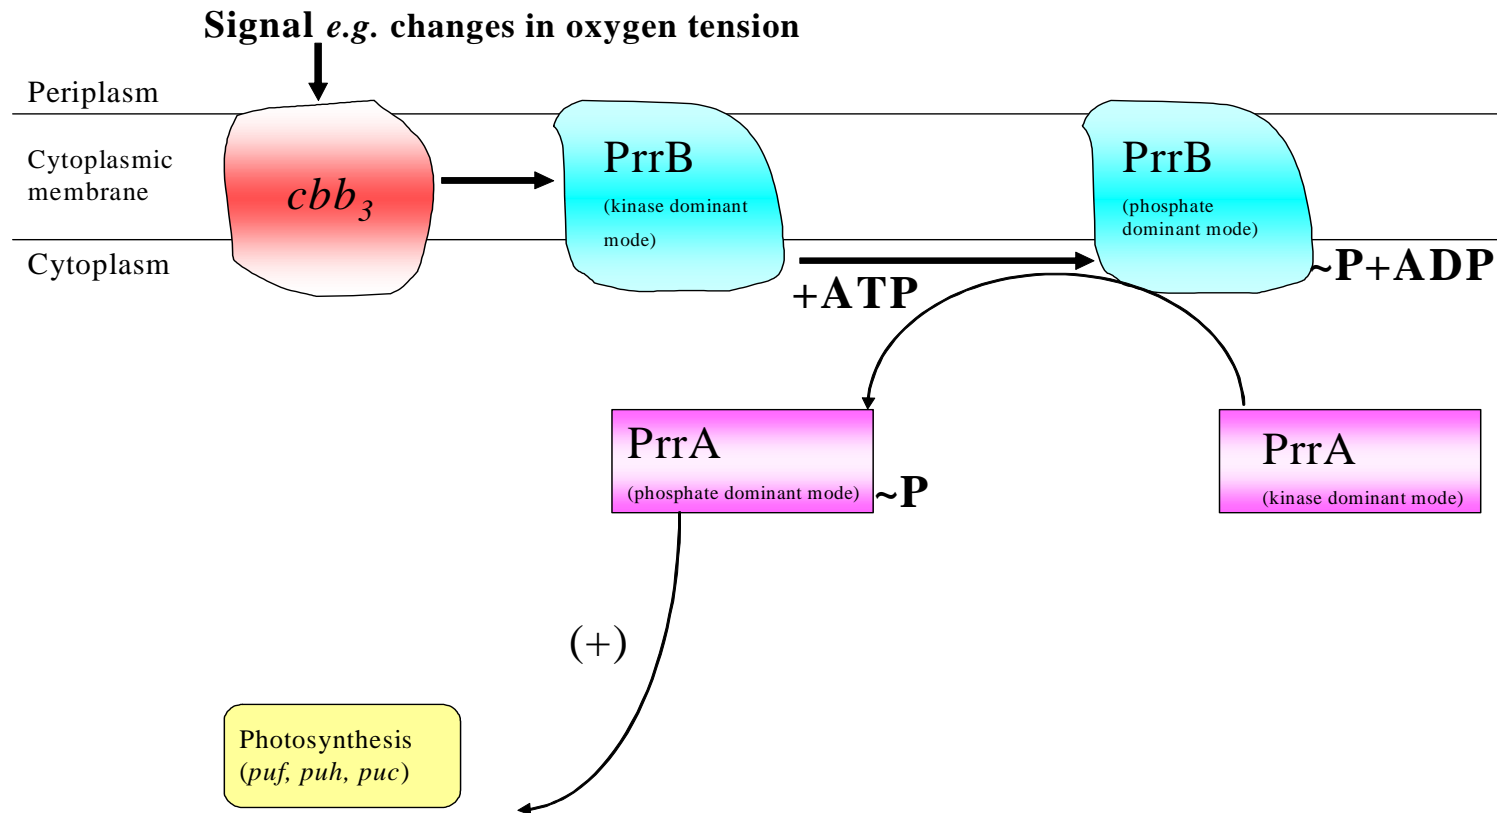 Signal e.g. changes in oxygen tension
Periplasm
Cytoplasmic
membrane
Cytoplasm
cbb₃
PrrB
(kinase dominant
mode)
PrrB
(phosphate
dominant mode)
+ATP
~P+ADP
PrrA
(phosphate dominant mode)
~P
PrrA
(kinase dominant mode)
(+)
Photosynthesis
(puf, puh, puc)